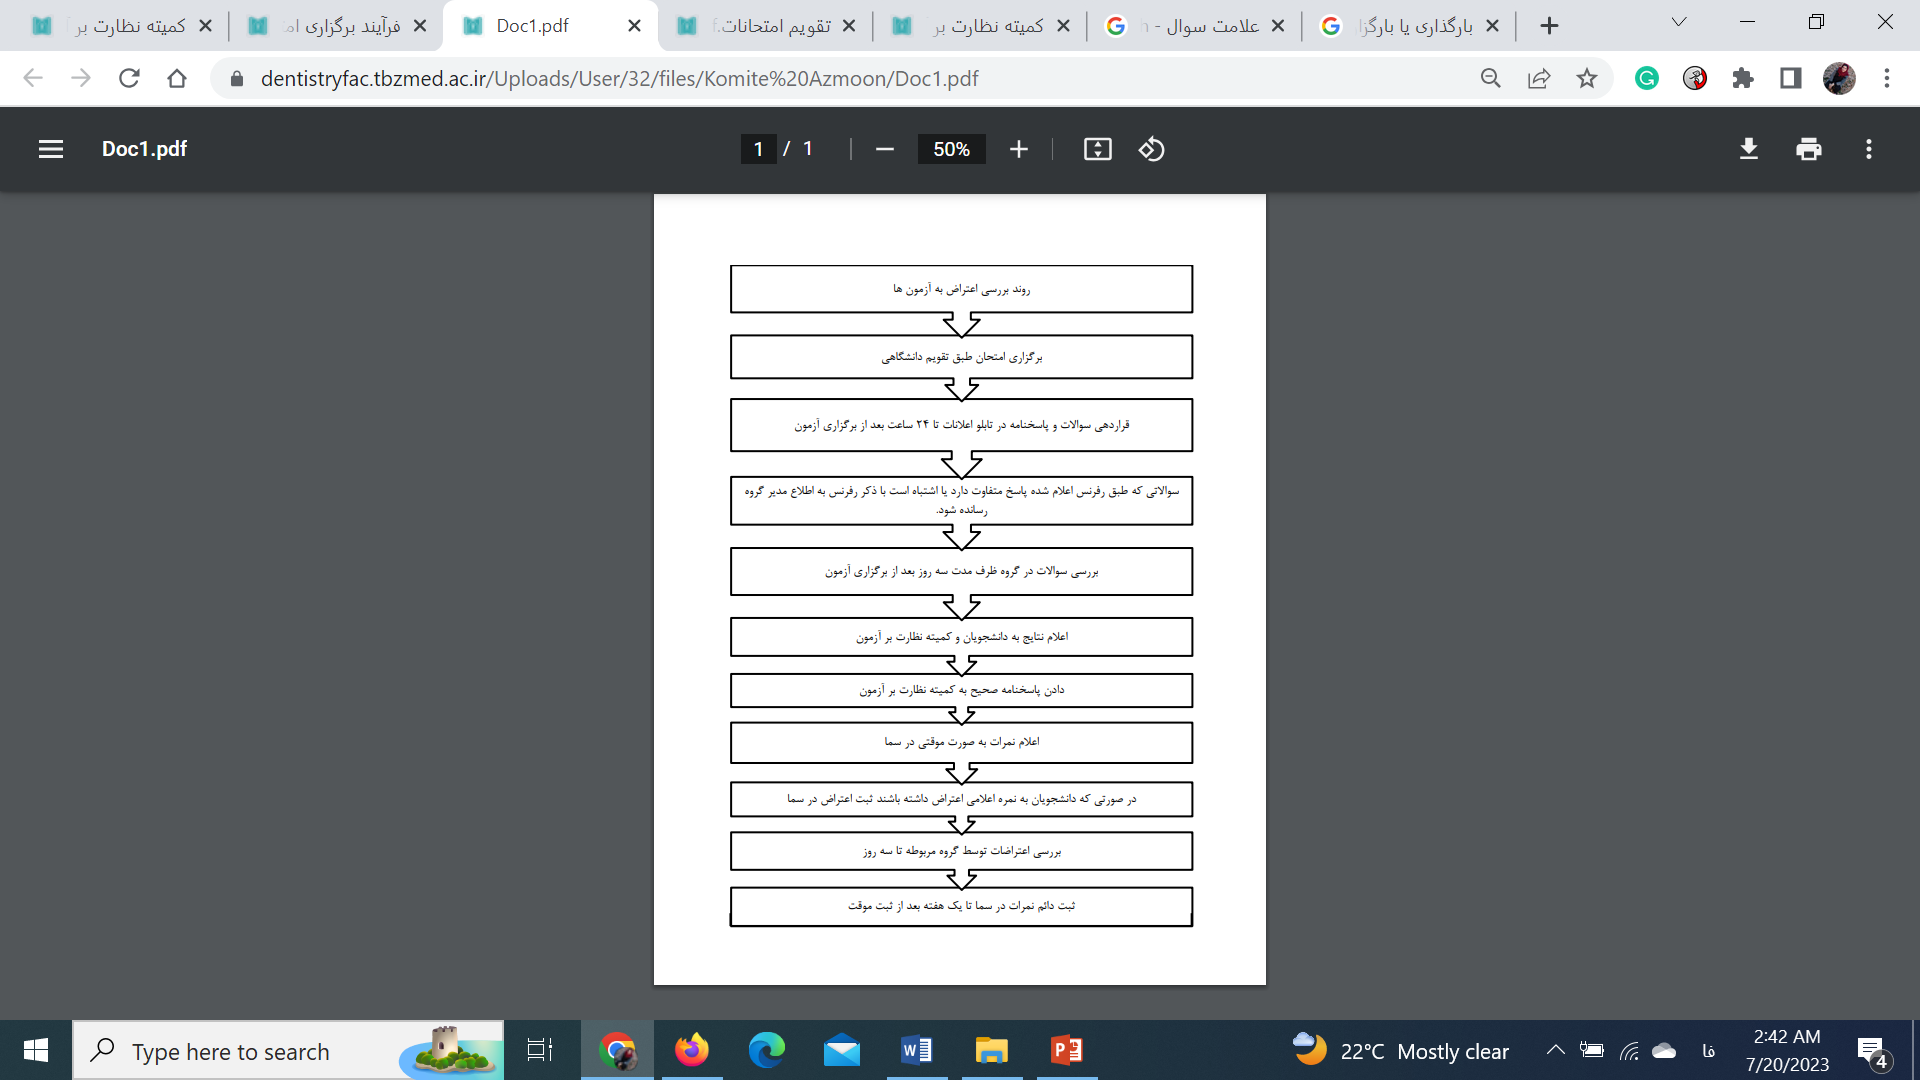 کمیته نظارت بر
فرآیند برگزاری
Doc1.pdf
تقویم امتحانات.
کمیته نظارت بر
علامت سوال -
بارگذاری یا
dentistryfac.tbzmed.ac.ir/Uploads/User/32/files/Komite%20Azmoon/Doc1.pdf
Doc1.pdf
1 / 1
50%
روند بررسی اعتراض به آزمون ها
برگزاری امتحان طبق تقویم دانشگاهی
قراردهی سوالات و پاسخنامه در تابلو اعلانات تا ۲۴ ساعت بعد از برگزاری آزمون
سوالاتی که طبق رفرنس اعلام شده پاسخ متفاوت دارد یا اشتباه است با ذکر رفرنس به اطلاع مدیر گروه
رسانده شود.
بررسی سوالات در گروه ظرف مدت سه روز بعد از برگزاری آزمون
اعلام نتایج به دانشجویان و کمیته نظارت بر آزمون
دادن پاسخنامه صحیح به کمیته نظارت بر آزمون
اعلام نمرات به صورت موقتی در سما
در صورتی که دانشجویان به نمره اعلامی اعتراض داشته باشند ثبت اعتراض در سما
بررسی اعتراضات توسط گروه مربوطه تا سه روز
ثبت دائم نمرات در سما تا یک هفته بعد از ثبت موقت
Type here to search
22°C Mostly clear
فا
2:42 AM
7/20/2023
4